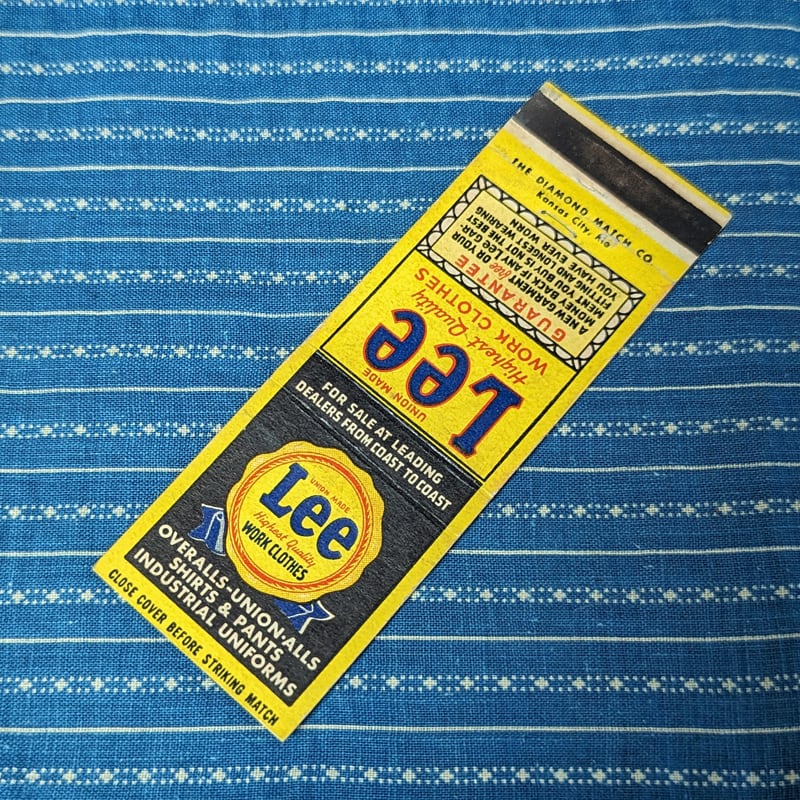 THE DIAMOND MATCH CO.
Kansas City, Mo
UNION MADE
Lee
Highest Quality
WORK CLOTHES
GUARANTEE
A NEW GARMENT free OR YOUR
MONEY BACK IF ANY Lee GAR-
MENT YOU BUY IS NOT THE BEST
FITTING AND LONGEST WEARING
YOU HAVE EVER WORN
FOR SALE AT LEADING
DEALERS FROM COAST TO COAST
UNION MADE
Lee
Highest Quality
WORK CLOTHES
OVERALLS-UNION-ALLS
SHIRTS & PANTS
INDUSTRIAL UNIFORMS
CLOSE COVER BEFORE STRIKING MATCH